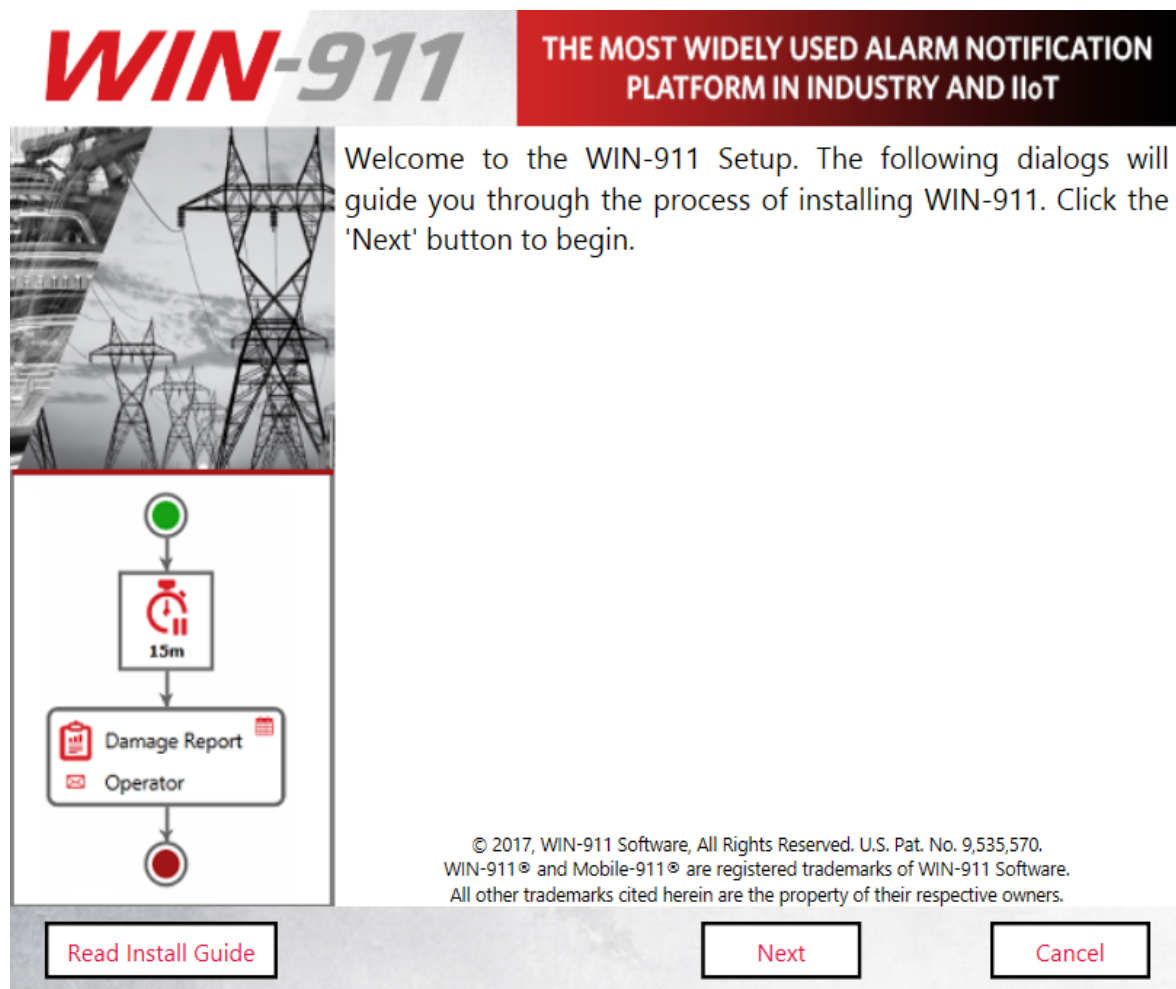 WIN-911
THE MOST WIDELY USED ALARM NOTIFICATION
PLATFORM IN INDUSTRY AND IIoT
Welcome to the WIN-911 Setup. The following dialogs will
guide you through the process of installing WIN-911. Click the
'Next' button to begin.
15m
Damage Report
Operator
© 2017, WIN-911 Software, All Rights Reserved. U.S. Pat. No. 9,535,570.
WIN-911® and Mobile-911® are registered trademarks of WIN-911 Software.
All other trademarks cited herein are the property of their respective owners.
Read Install Guide
Next
Cancel